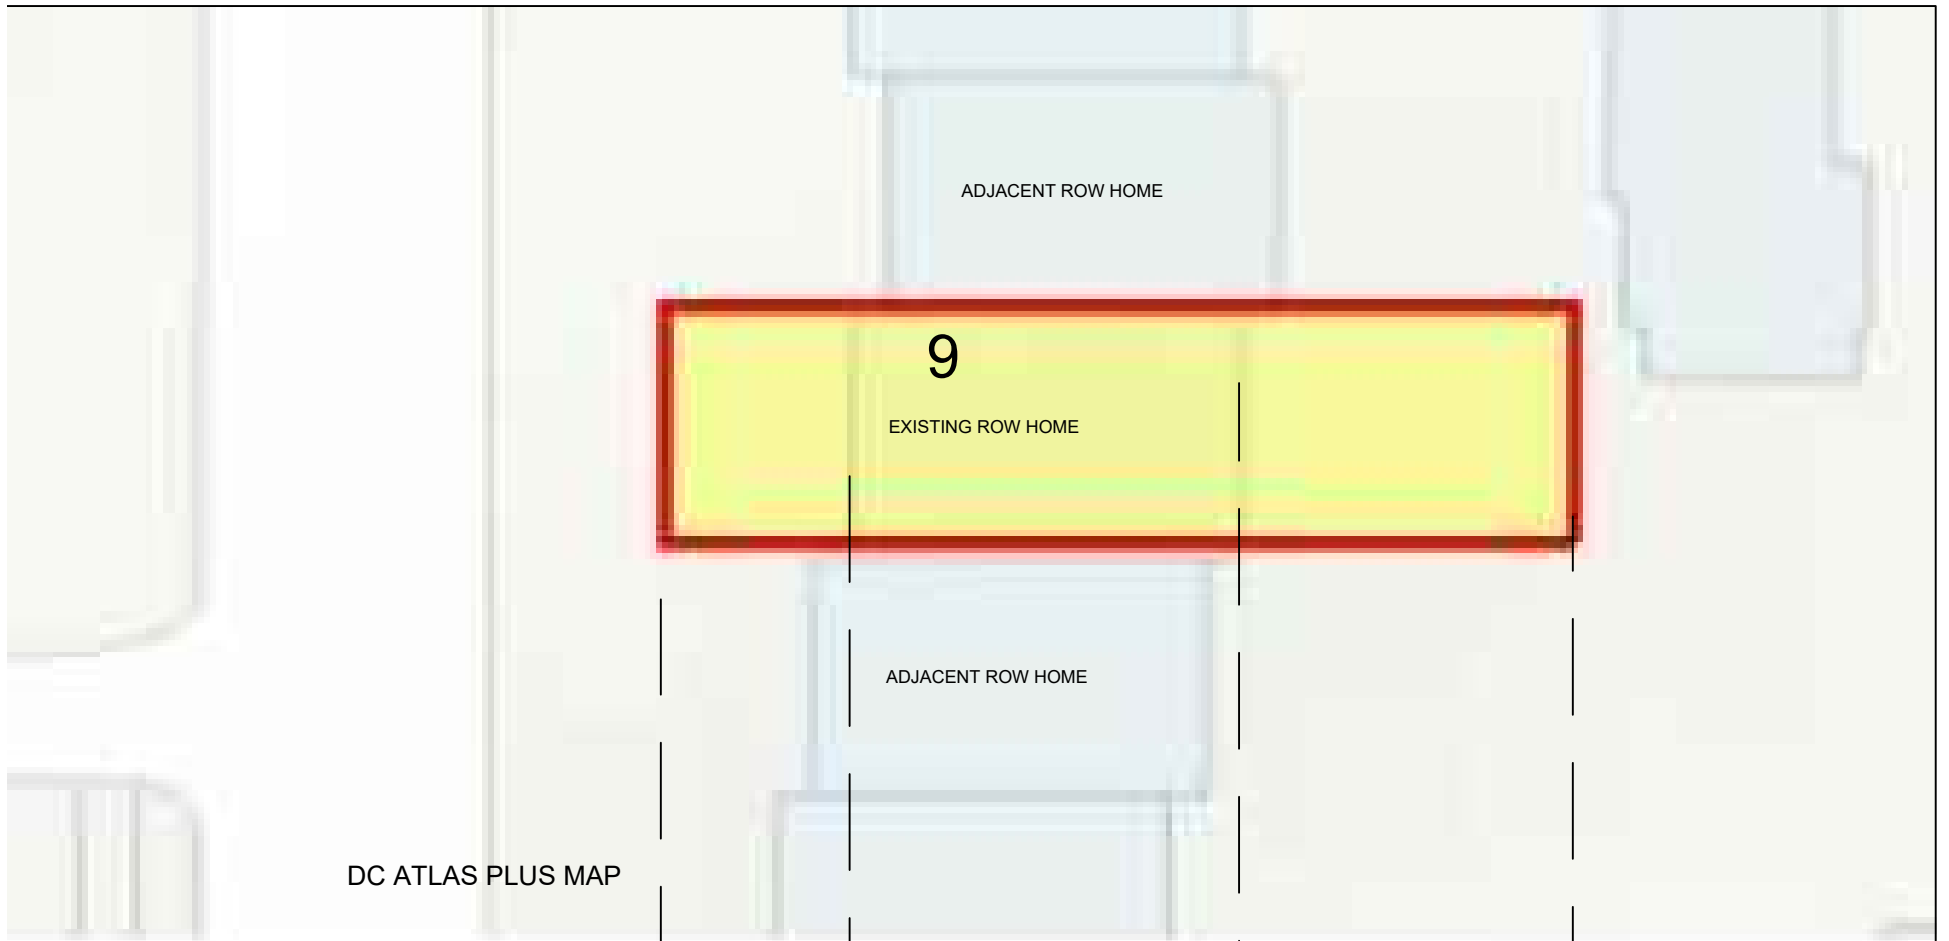 ADJACENT ROW HOME
9
EXISTING ROW HOME
ADJACENT ROW HOME
DC ATLAS PLUS MAP